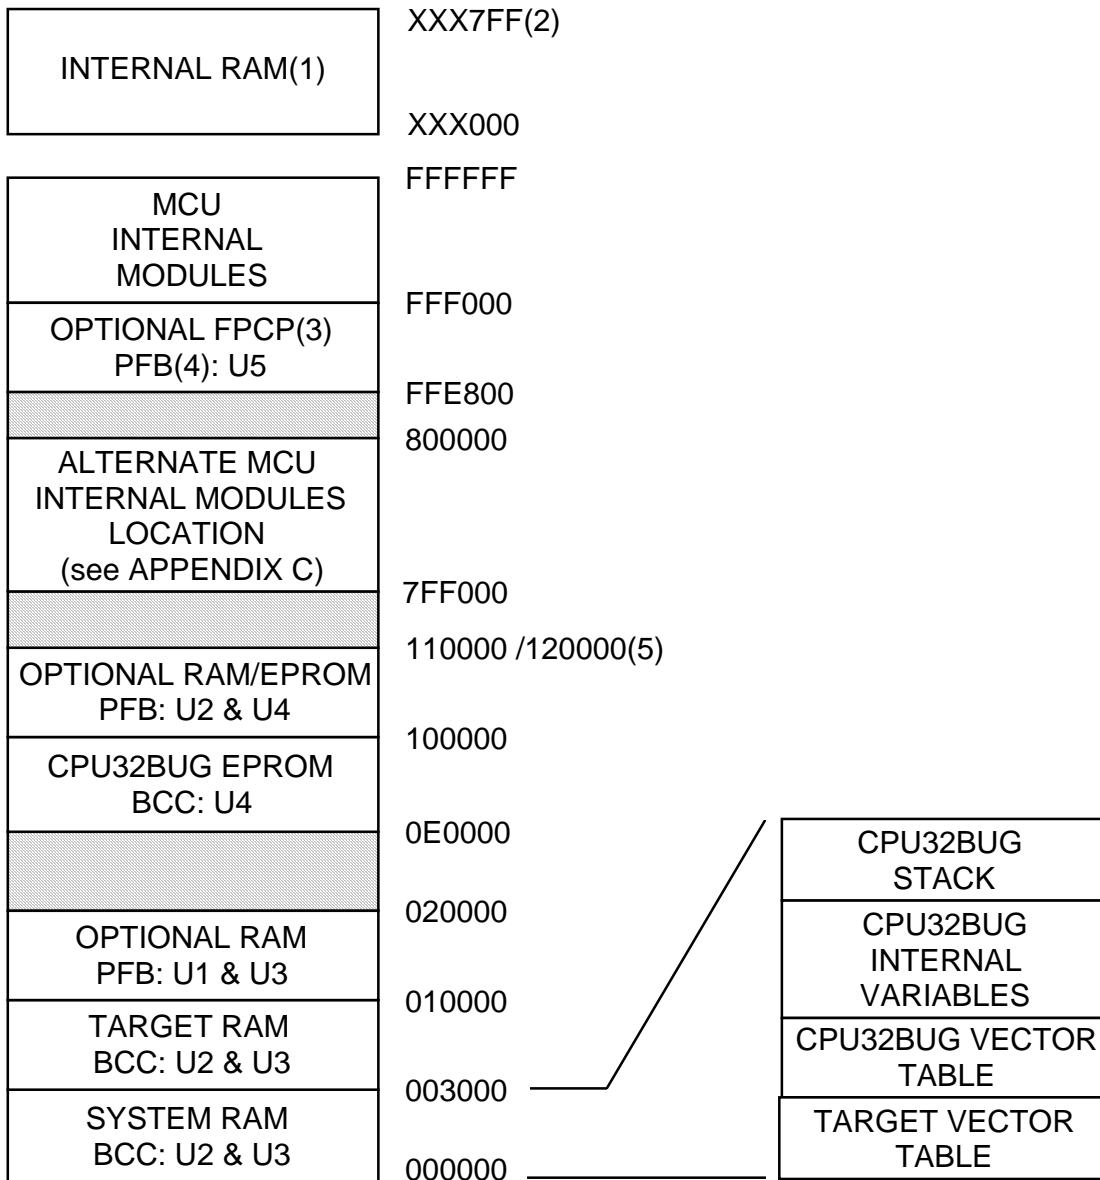 XXX7FF(2)
INTERNAL RAM(1)
XXX000
FFFFFF
MCU
INTERNAL
MODULES
FFF000
OPTIONAL FPCP(3)
PFB(4): U5
FFE800
800000
ALTERNATE MCU
INTERNAL MODULES
LOCATION
(see APPENDIX C)
7FF000
110000 /120000(5)
OPTIONAL RAM/EPROM
PFB: U2 & U4
100000
CPU32BUG EPROM
BCC: U4
0E0000
020000
OPTIONAL RAM
PFB: U1 & U3
010000
TARGET RAM
BCC: U2 & U3
003000
SYSTEM RAM
BCC: U2 & U3
000000
CPU32BUG
STACK
CPU32BUG
INTERNAL
VARIABLES
CPU32BUG VECTOR
TABLE
TARGET VECTOR
TABLE